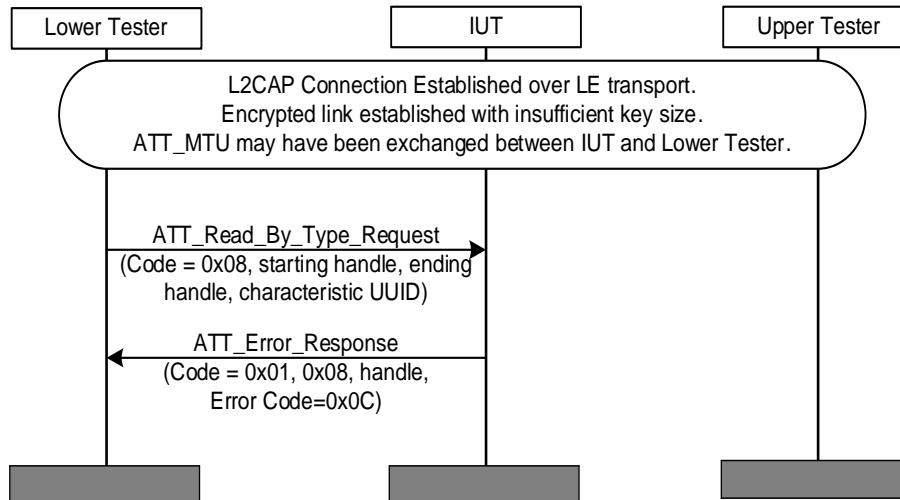 Lower Tester
IUT
Upper Tester
L2CAP Connection Established over LE transport.
Encrypted link established with insufficient key size.
ATT_MTU may have been exchanged between IUT and Lower Tester.
ATT_Read_By_Type_Request
(Code = 0x08, starting handle, ending
handle, characteristic UUID)
ATT_Error_Response
(Code = 0x01, 0x08, handle,
Error Code=0x0C)